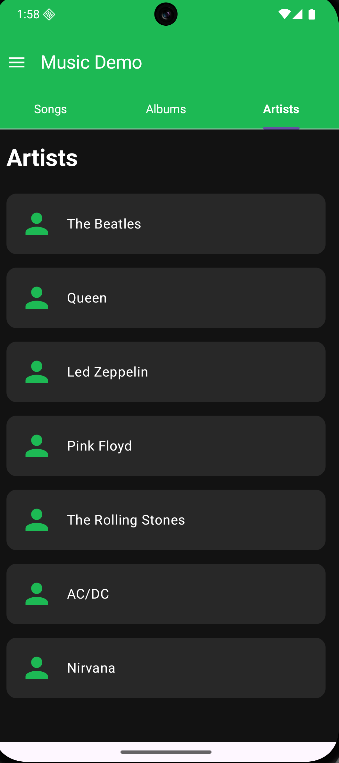 1:58
Music Demo
Songs Albums Artists
Artists
The Beatles
Queen
Led Zeppelin
Pink Floyd
The Rolling Stones
AC/DC
Nirvana